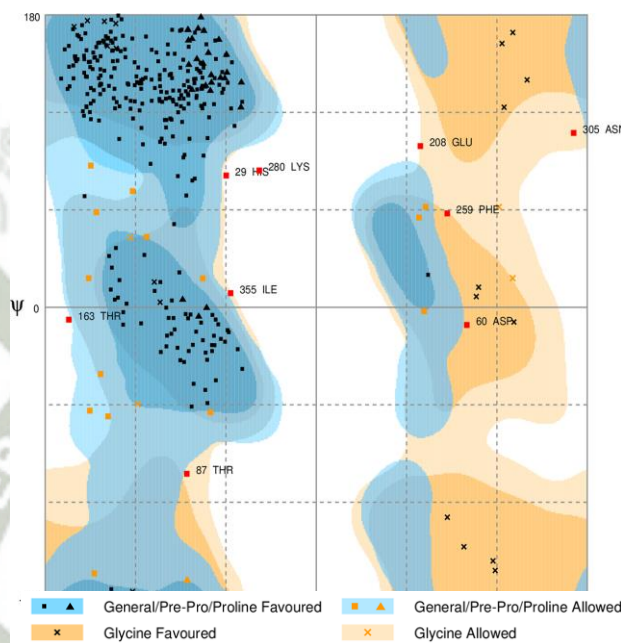 180
305 ASN
208 GLU
29 HIS
280 LYS
259 PHE
355 ILE
ψ 0
163 THR
60 ASP
87 THR
General/Pre-Pro/Proline Favoured
General/Pre-Pro/Proline Allowed
Glycine Favoured
Glycine Allowed